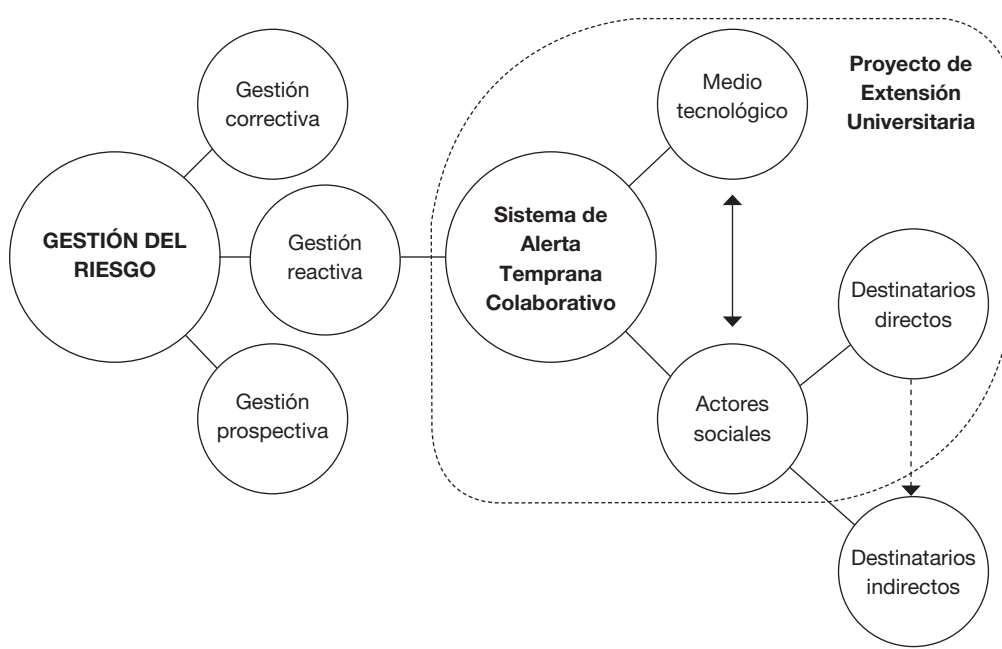 GESTIÓN DEL
RIESGO
Gestión
correctiva
Gestión
reactiva
Gestión
prospectiva
Sistema de
Alerta
Temprana
Colaborativo
Medio
tecnológico
Proyecto de
Extensión
Universitaria
Actores
sociales
Destinatarios
directos
Destinatarios
indirectos